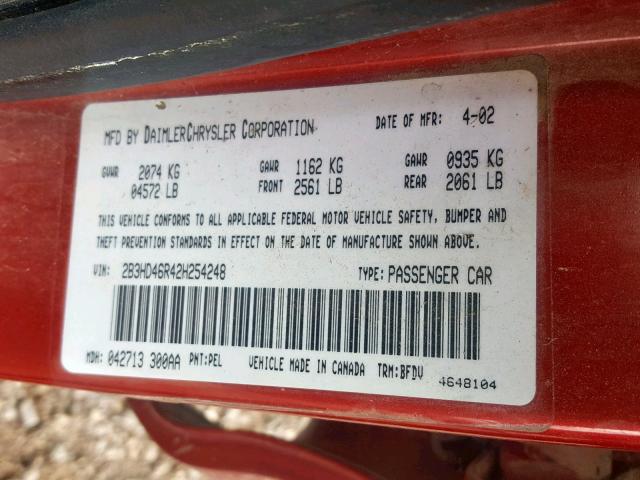 MFD BY DAIMLERCHRYSLER CORPORATION DATE OF MFR: 4-02
GVWR 2074 KG GAWR 1162 KG GAWR 0935 KG
04572 LB FRONT 2561 LB REAR 2061 LB
THIS VEHICLE CONFORMS TO ALL APPLICABLE FEDERAL MOTOR VEHICLE SAFETY, BUMPER AND
THEFT PREVENTION STANDARDS IN EFFECT ON THE DATE OF MANUFACTURE SHOWN ABOVE.
VIN: 2B3HD46R42H254248 TYPE: PASSENGER CAR
MDH: 042713 300AA PNT: PEL VEHICLE MADE IN CANADA TRM: BFDV
4648104